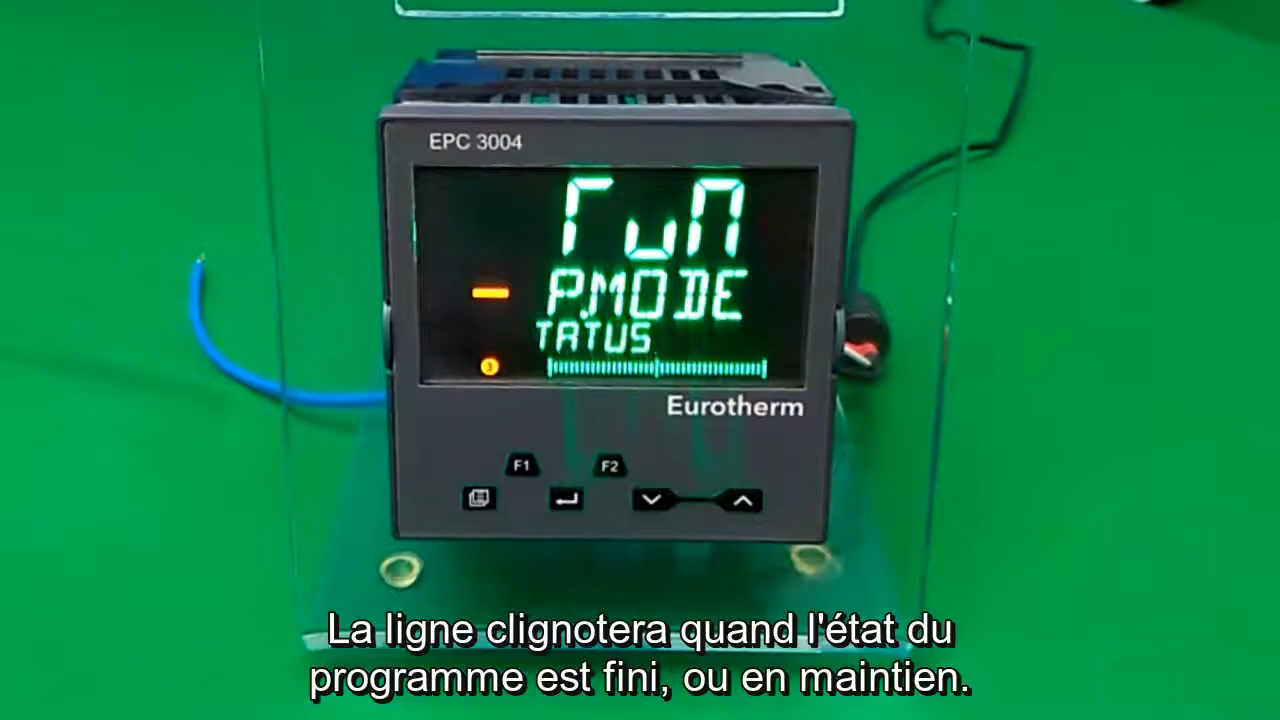 EPC 3004
run
P.MODE
TATUS
Eurotherm
F1 F2
La ligne clignotera quand l'état du
programme est fini, ou en maintien.